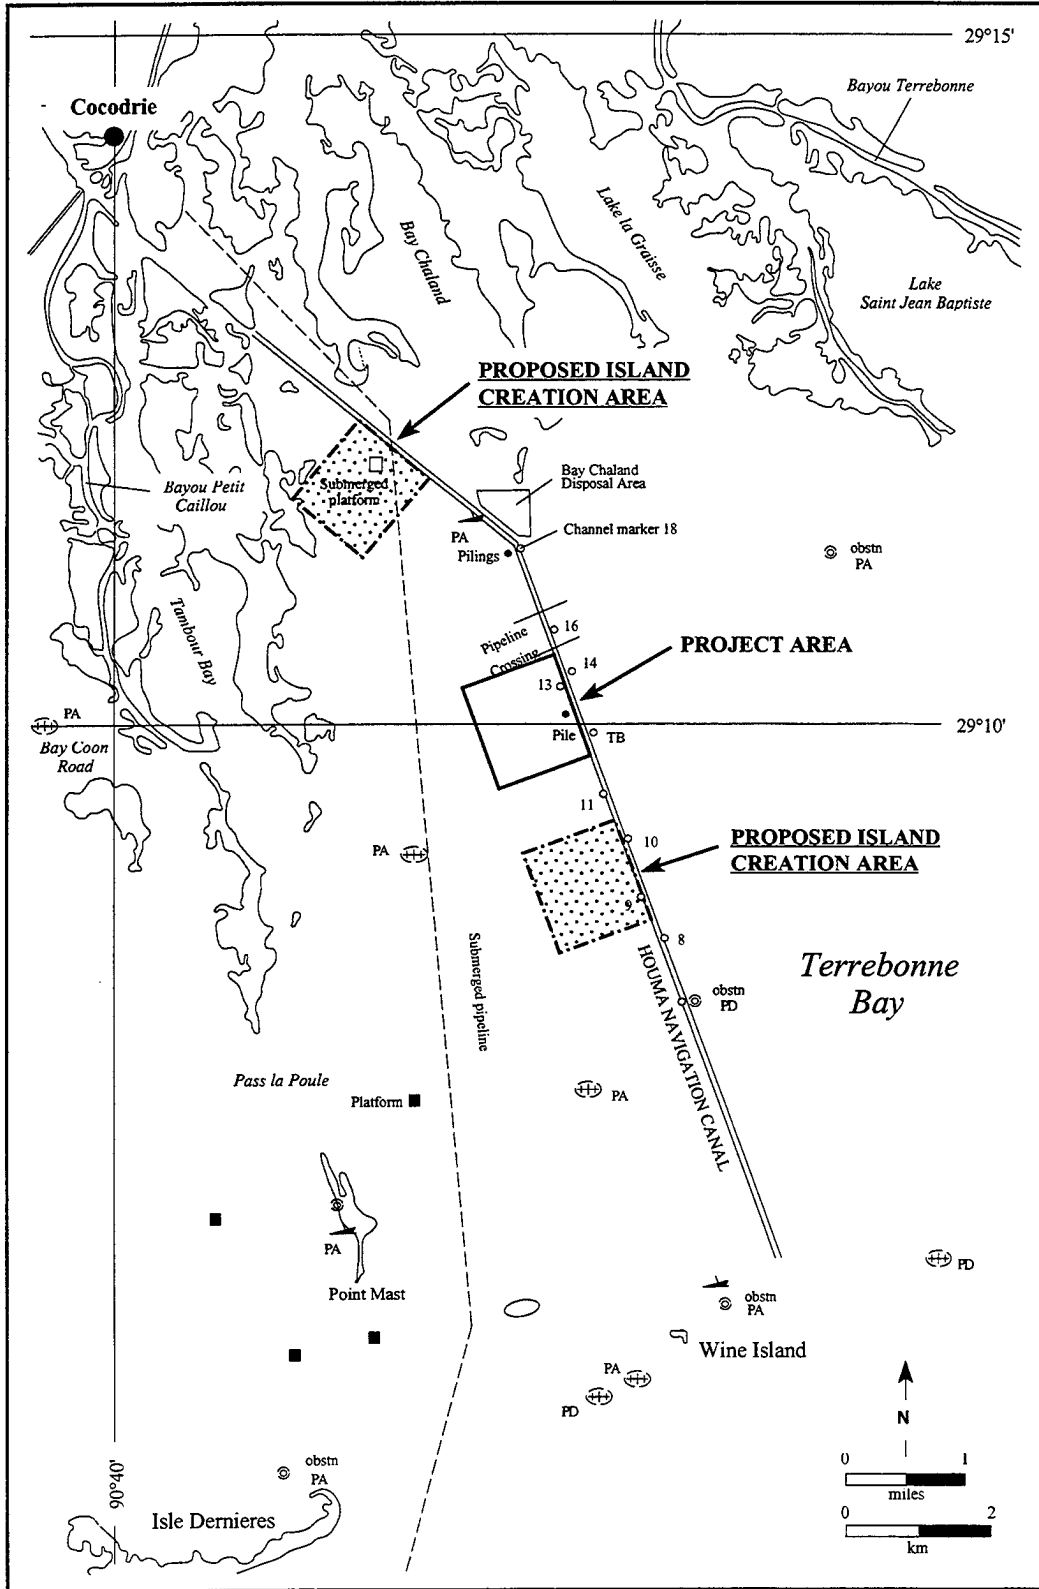 29°15'
Cocodrie
Bayou
Terrebonne
Bay Chaland
Lake la Graisse
Lake
Saint Jean Baptiste
PROPOSED ISLAND
CREATION AREA
Submerged
platform
Bayou Petit
Caillou
Bay Chaland
Disposal Area
PA
Pilings
Channel marker 18
obstn
PA
Tambour Bay
Pipeline
Crossing
16
14
13
PROJECT AREA
PA
29°10'
Pile
TB
Bay Coon
Road
11
10
PROPOSED ISLAND
CREATION AREA
PA
9
8
Submerged pipeline
HOUMA NAVIGATION CANAL
Terrebonne
Bay
obstn
PD
Pass la Poule
Platform
PA
PA
Point Mast
PD
obstn
PA
Wine Island
PA
PD
N
90°40'
obstn
PA
Isle Dernieres
0 1
miles
0 2
km